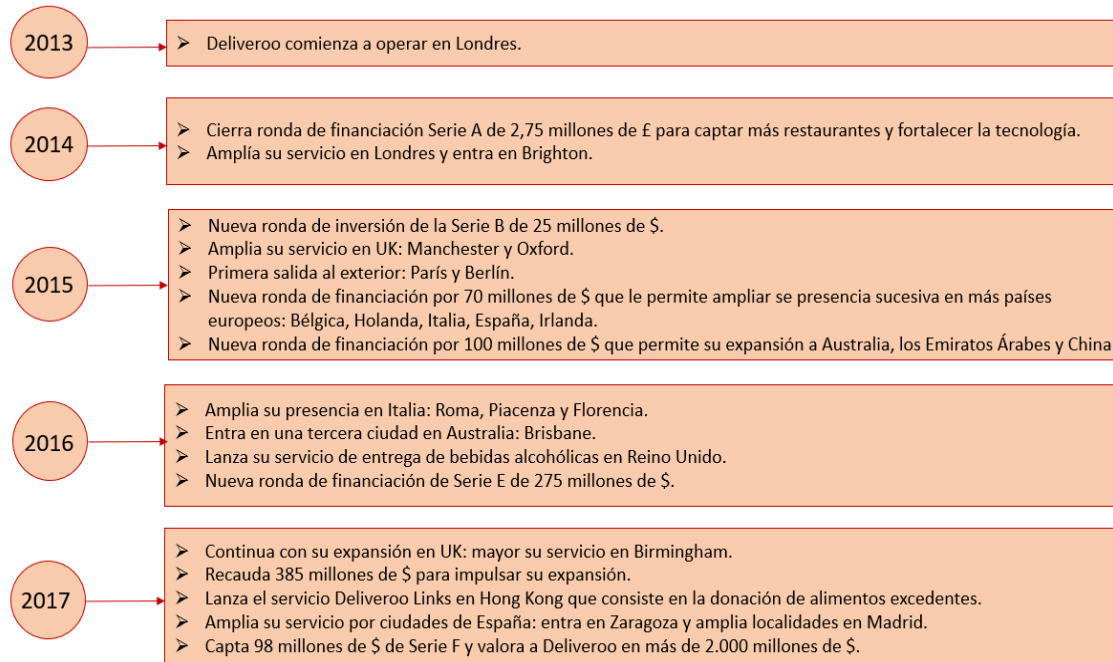 2013
➢ Deliveroo comienza a operar en Londres.
2014
➢ Cierra ronda de financiación Serie A de 2,75 millones de £ para captar más restaurantes y fortalecer la tecnología.
➢ Amplía su servicio en Londres y entra en Brighton.
2015
➢ Nueva ronda de inversión de la Serie B de 25 millones de $.
➢ Amplia su servicio en UK: Manchester y Oxford.
➢ Primera salida al exterior: París y Berlín.
➢ Nueva ronda de financiación por 70 millones de $ que le permite ampliar se presencia sucesiva en más países
europeos: Bélgica, Holanda, Italia, España, Irlanda.
➢ Nueva ronda de financiación por 100 millones de $ que permite su expansión a Australia, los Emiratos Árabes y China
2016
➢ Amplia su presencia en Italia: Roma, Piacenza y Florencia.
➢ Entra en una tercera ciudad en Australia: Brisbane.
➢ Lanza su servicio de entrega de bebidas alcohólicas en Reino Unido.
➢ Nueva ronda de financiación de Serie E de 275 millones de $.
2017
➢ Continua con su expansión en UK: mayor su servicio en Birmingham.
➢ Recauda 385 millones de $ para impulsar su expansión.
➢ Lanza el servicio Deliveroo Links en Hong Kong que consiste en la donación de alimentos excedentes.
➢ Amplia su servicio por ciudades de España: entra en Zaragoza y amplia localidades en Madrid.
➢ Capta 98 millones de $ de Serie F y valora a Deliveroo en más de 2.000 millones de $.